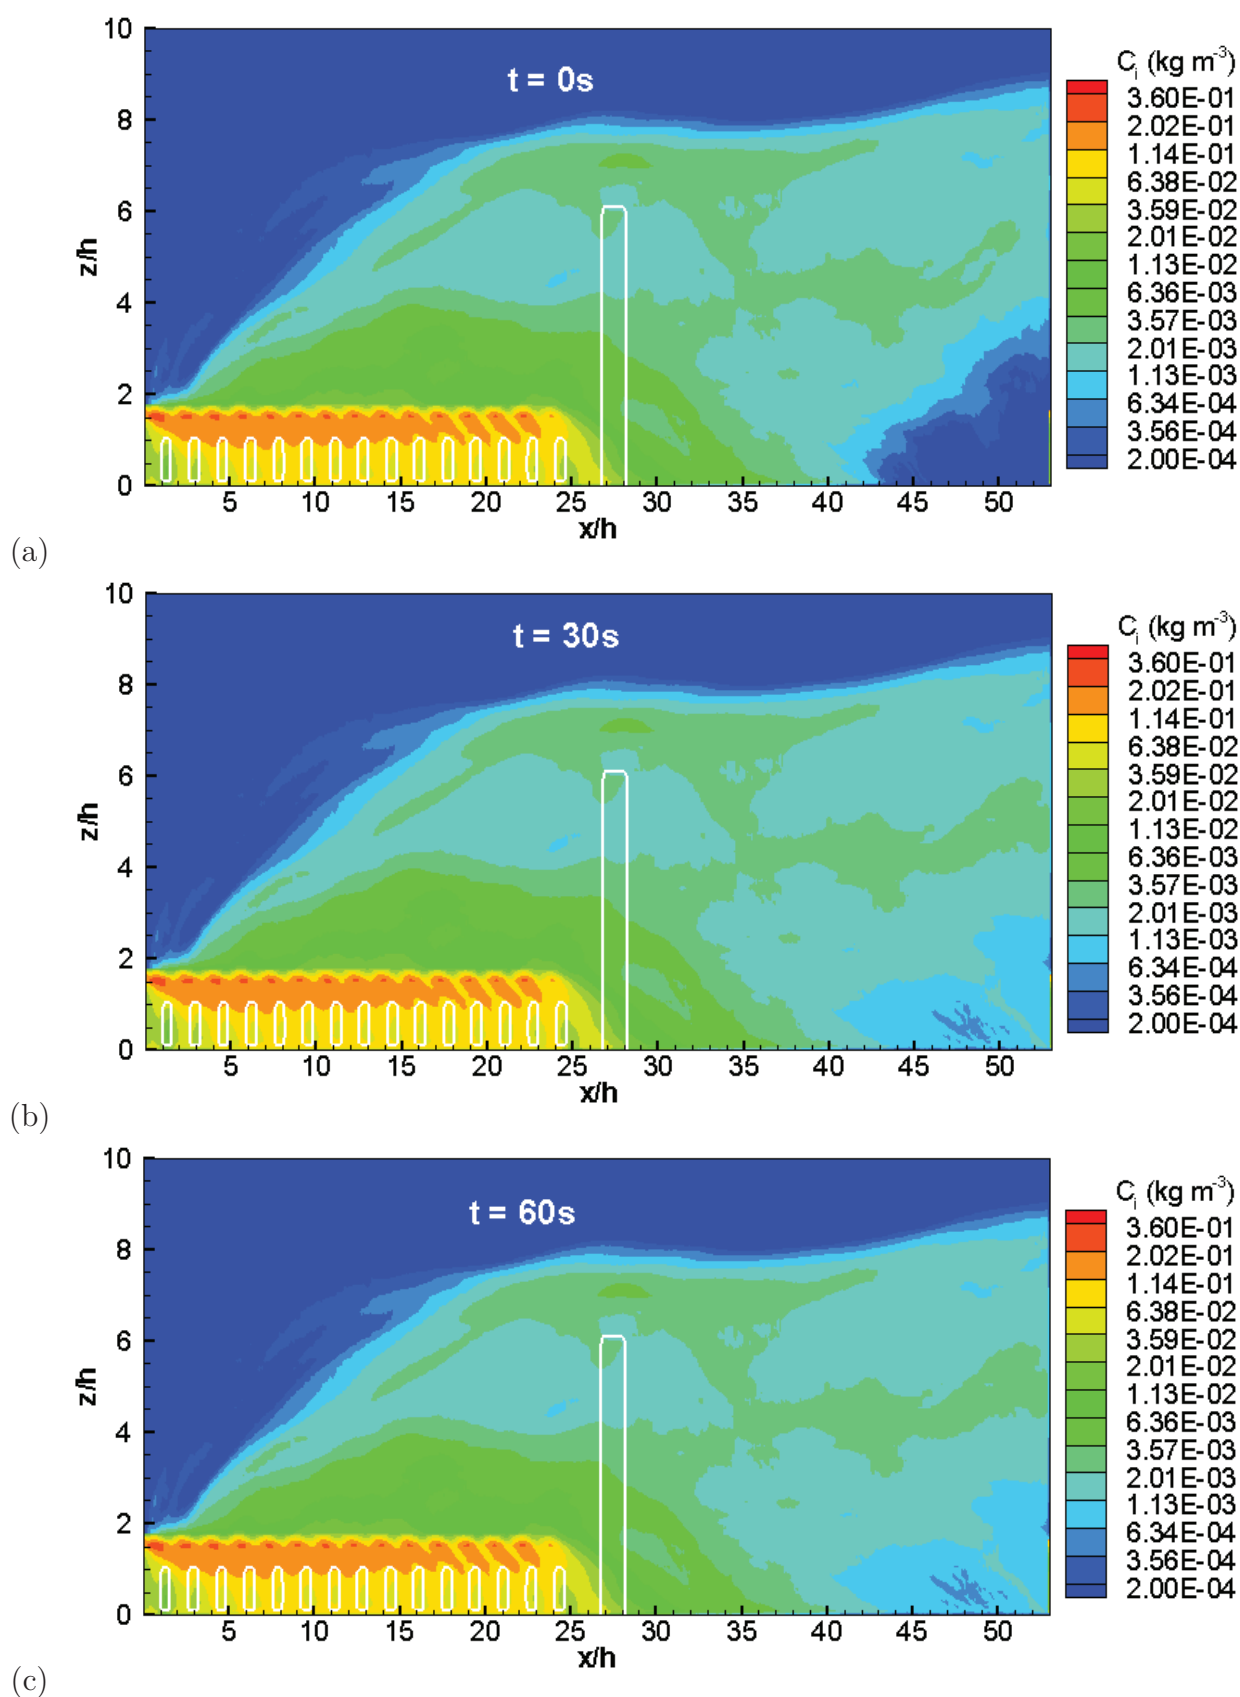 10
8
6
4
2
0
z/h
t = 0s
5 10 15 20 25 30 35 40 45 50
x/h
C_i (kg m^-3)
3.60E-01
2.02E-01
1.14E-01
6.38E-02
3.59E-02
2.01E-02
1.13E-02
6.36E-03
3.57E-03
2.01E-03
1.13E-03
6.34E-04
3.56E-04
2.00E-04
(a)
10
8
6
4
2
0
z/h
t = 30s
5 10 15 20 25 30 35 40 45 50
x/h
C_i (kg m^-3)
3.60E-01
2.02E-01
1.14E-01
6.38E-02
3.59E-02
2.01E-02
1.13E-02
6.36E-03
3.57E-03
2.01E-03
1.13E-03
6.34E-04
3.56E-04
2.00E-04
(b)
10
8
6
4
2
0
z/h
t = 60s
5 10 15 20 25 30 35 40 45 50
x/h
C_i (kg m^-3)
3.60E-01
2.02E-01
1.14E-01
6.38E-02
3.59E-02
2.01E-02
1.13E-02
6.36E-03
3.57E-03
2.01E-03
1.13E-03
6.34E-04
3.56E-04
2.00E-04
(c)